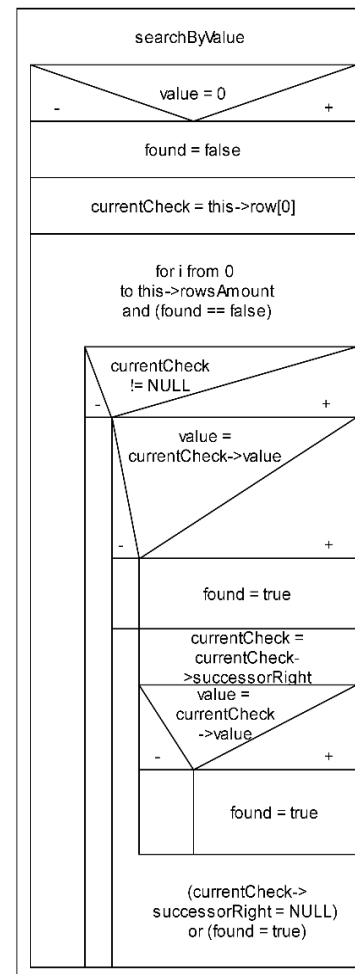 searchByValue
value = 0
-
+
found = false
currentCheck = this->row[0]
for i from 0
to this->rowsAmount
and (found == false)
currentCheck
!= NULL
-
+
value =
currentCheck->value
-
+
found = true
currentCheck =
currentCheck-
>successorRight
value =
currentCheck
->value
-
+
found = true
(currentCheck->
successorRight = NULL)
or (found = true)